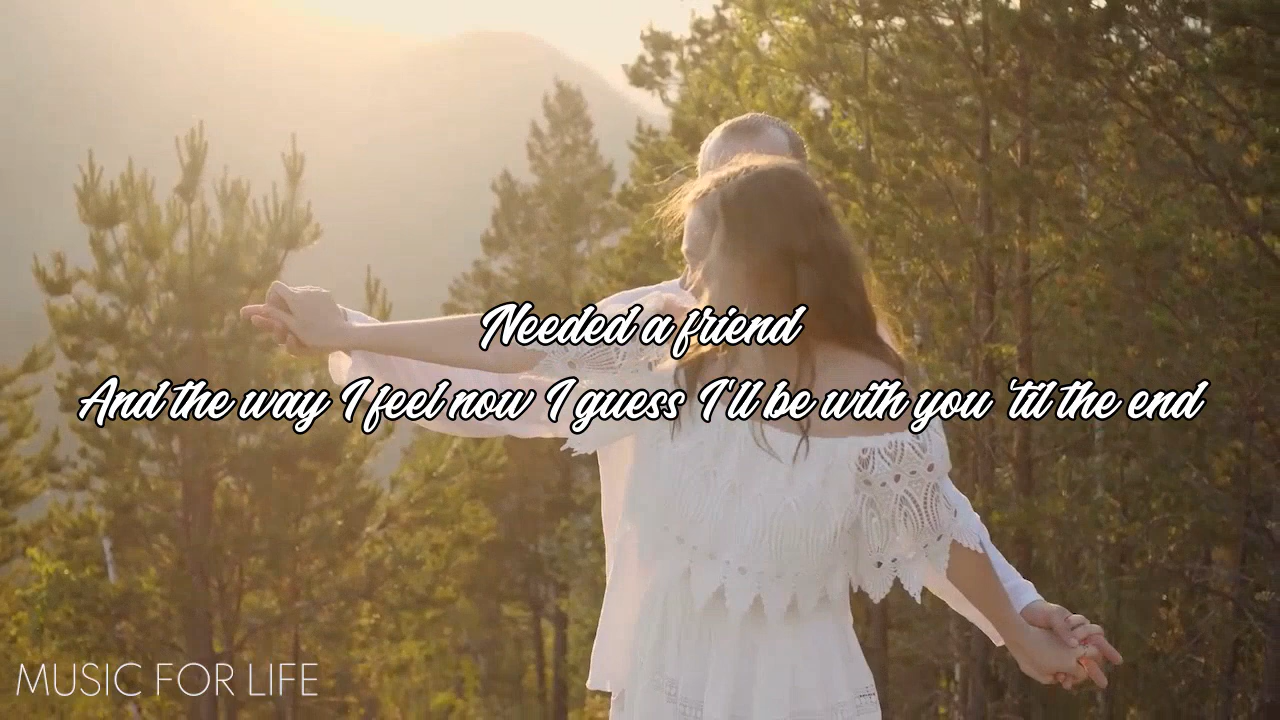 Needed a friend
And the way I feel now I guess I'll be with you 'til the end
MUSIC FOR LIFE